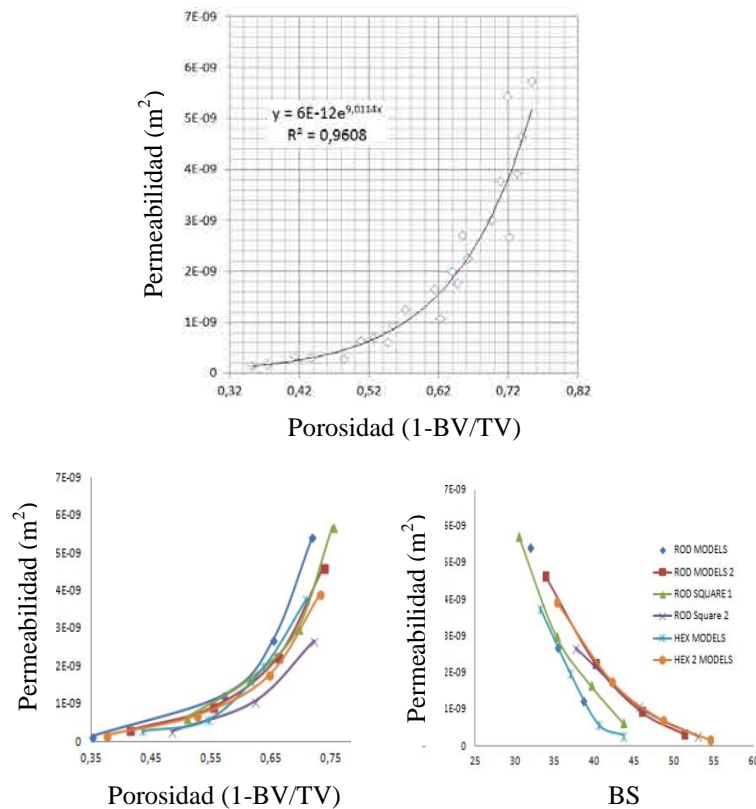 7E-09
6E-09
5E-09
4E-09
3E-09
2E-09
1E-09
0
Permeabilidad (m²)
y = 6E-12e^9,0114x
R² = 0,9608
0,32 0,42 0,52 0,62 0,72 0,82
Porosidad (1-BV/TV)
7E-09
6E-09
5E-09
4E-09
3E-09
2E-09
1E-09
0
Permeabilidad (m²)
0,35 0,45 0,55 0,65 0,75
Porosidad (1-BV/TV)
7E-09
6E-09
5E-09
4E-09
3E-09
2E-09
1E-09
0
Permeabilidad (m²)
ROD MODELS
ROD MODELS 2
ROD SQUARE 1
ROD Square 2
HEX MODELS
HEX 2 MODELS
25 30 35 40 45 50 55 60
BS